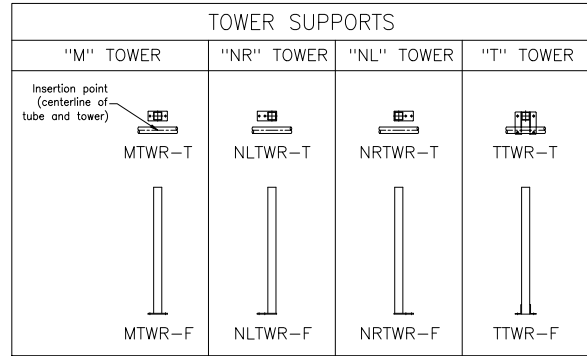 TOWER SUPPORTS
"M" TOWER
"NR" TOWER
"NL" TOWER
"T" TOWER
Insertion point
(centerline of
tube and tower)
MTWR-T
NLTWR-T
NRTWR-T
TTWR-T
MTWR-F
NLTWR-F
NRTWR-F
TTWR-F